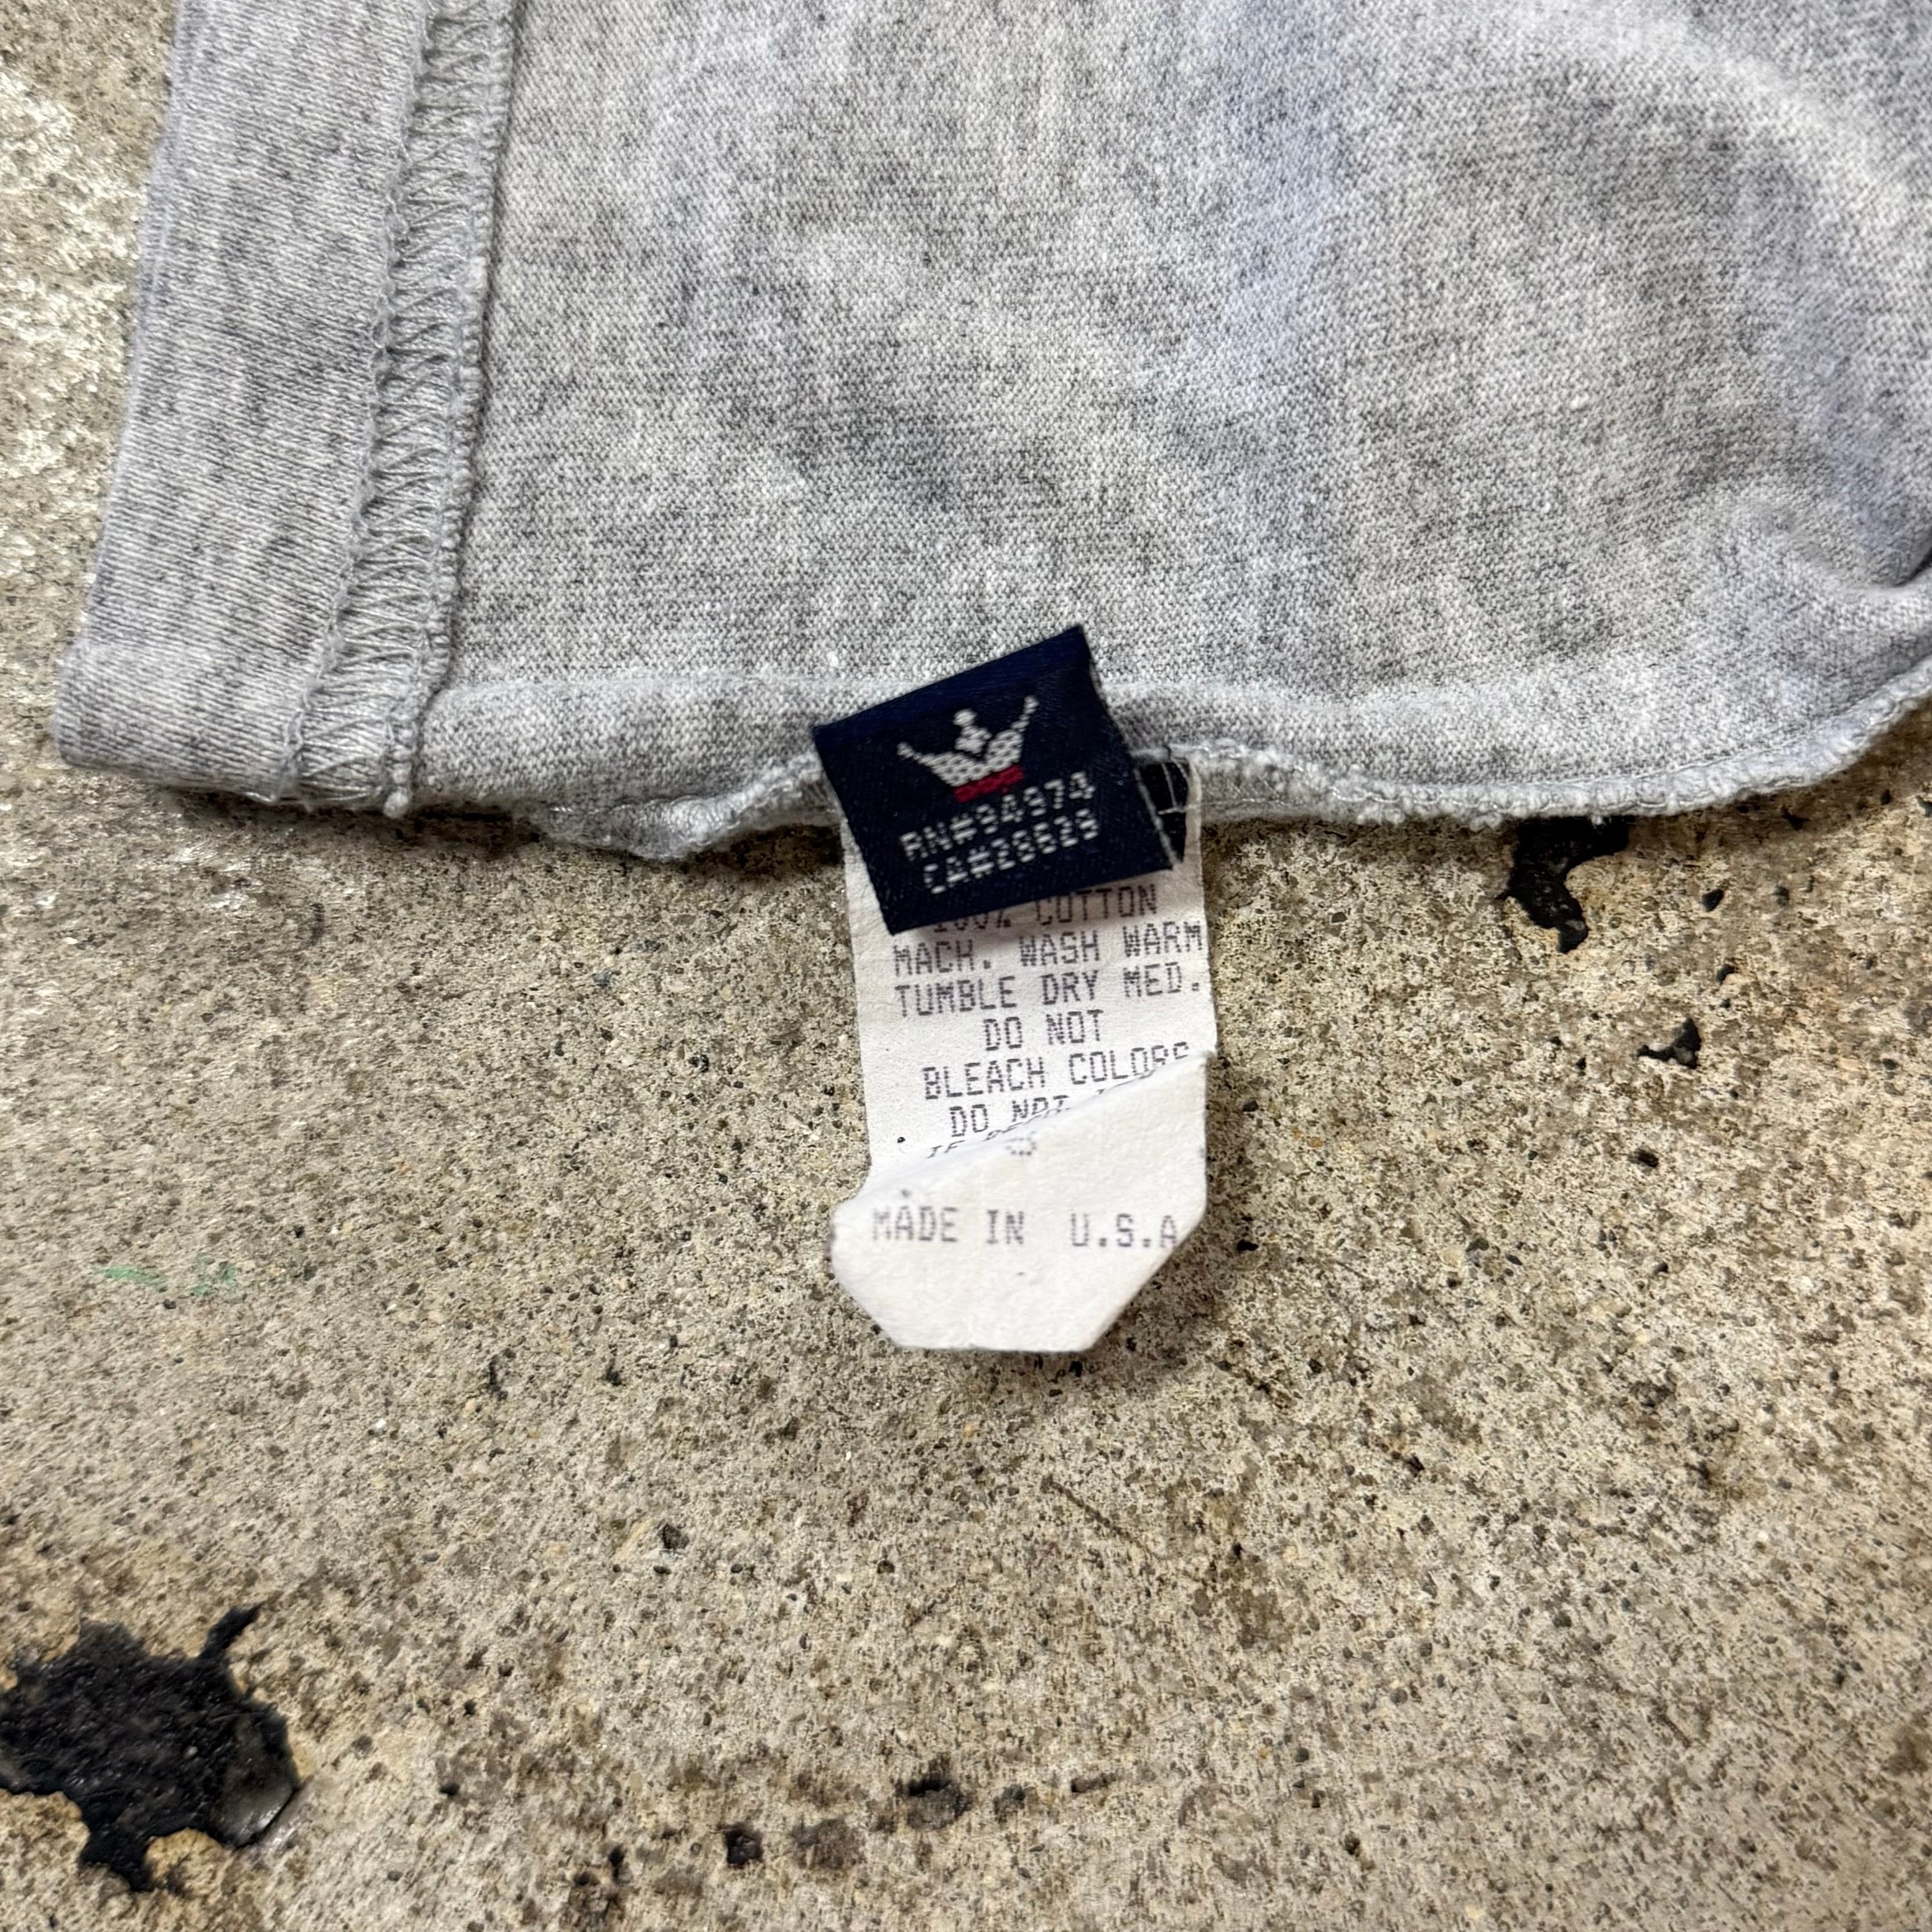 RN#94974
CA#28628
100% COTTON
MACH. WASH WARM
TUMBLE DRY MED.
DO NOT
BLEACH COLORS
DO NOT
IF
MADE IN U.S.A